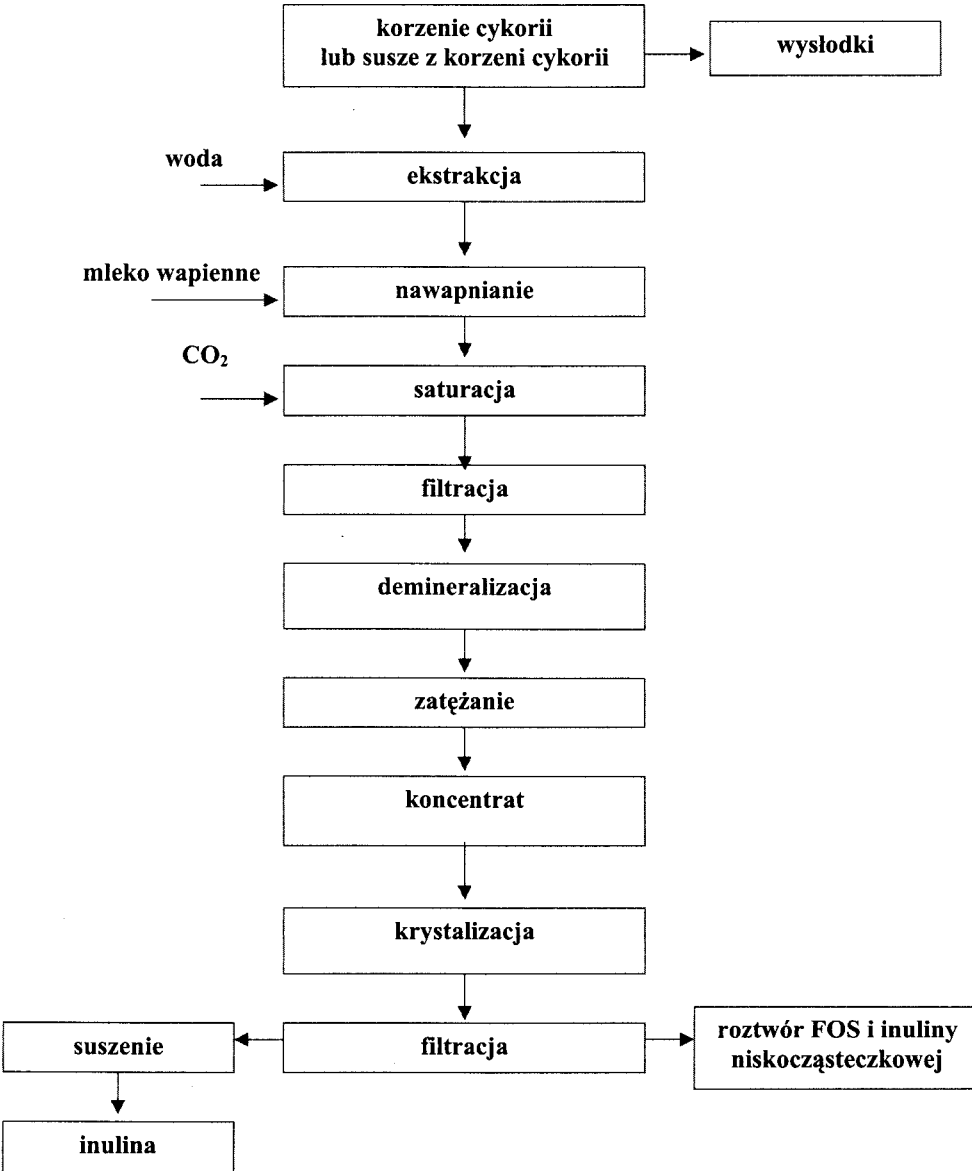 korzenie cykorii
lub susze z korzeni cykorii
wysłodki
woda
ekstrakcja
mleko wapienne
nawapnianie
CO₂
saturacja
filtracja
demineralizacja
zatężanie
koncentrat
krystalizacja
suszenie
filtracja
roztwór FOS i inuliny
niskocząsteczkowej
inulina